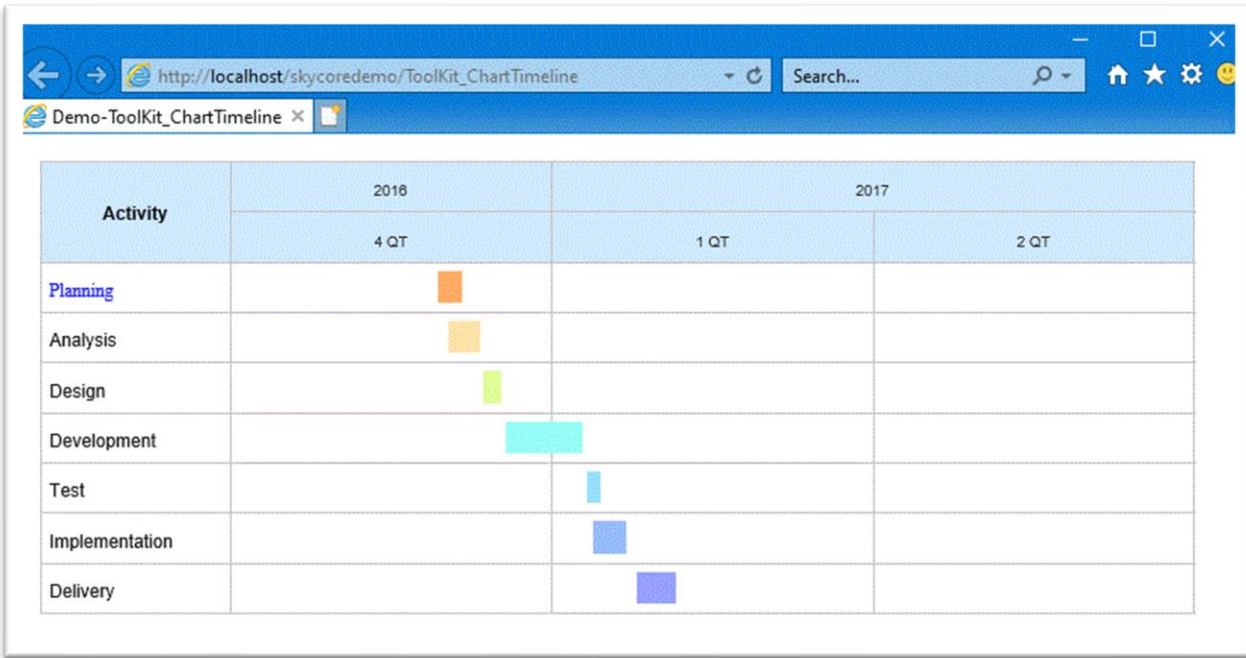 http://localhost/skycoredemo/ToolKit_ChartTimeline
Search...
Demo-ToolKit_ChartTimeline
Activity
2016
2017
4 QT
1 QT
2 QT
Planning
Analysis
Design
Development
Test
Implementation
Delivery